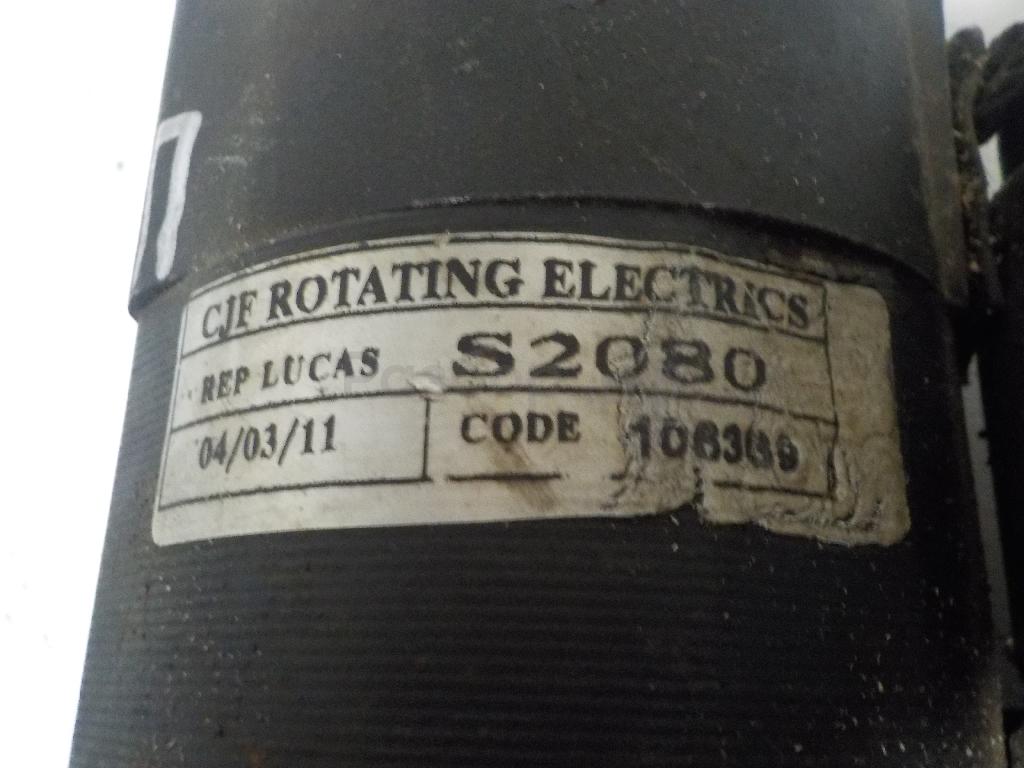 CJF ROTATING ELECTRICS
REP LUCAS S2080
04/03/11 CODE